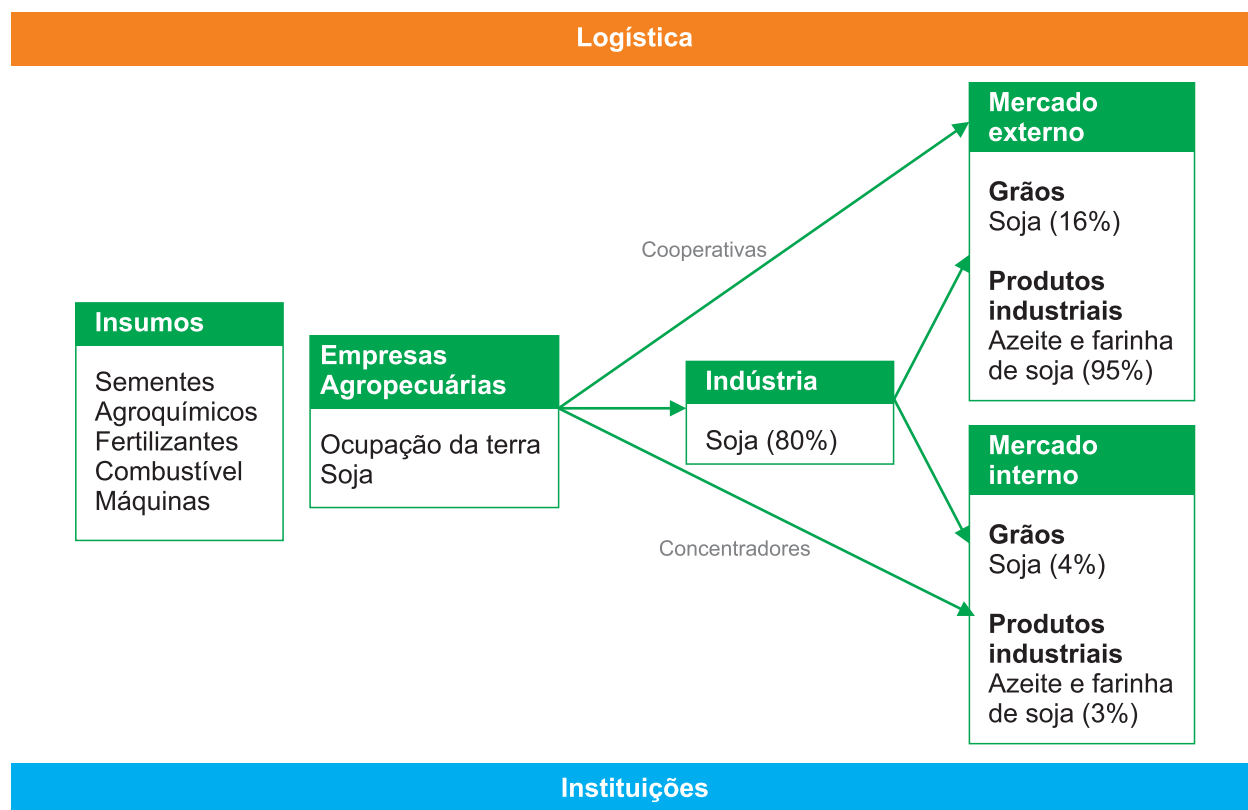 Logística
Insumos
Sementes
Agroquímicos
Fertilizantes
Combustível
Máquinas
Empresas
Agropecuárias
Ocupação da terra
Soja
Cooperativas
Concentradores
Indústria
Soja (80%)
Mercado
externo
Grãos
Soja (16%)
Produtos
industriais
Azeite e farinha
de soja (95%)
Mercado
interno
Grãos
Soja (4%)
Produtos
industriais
Azeite e farinha
de soja (3%)
Instituições